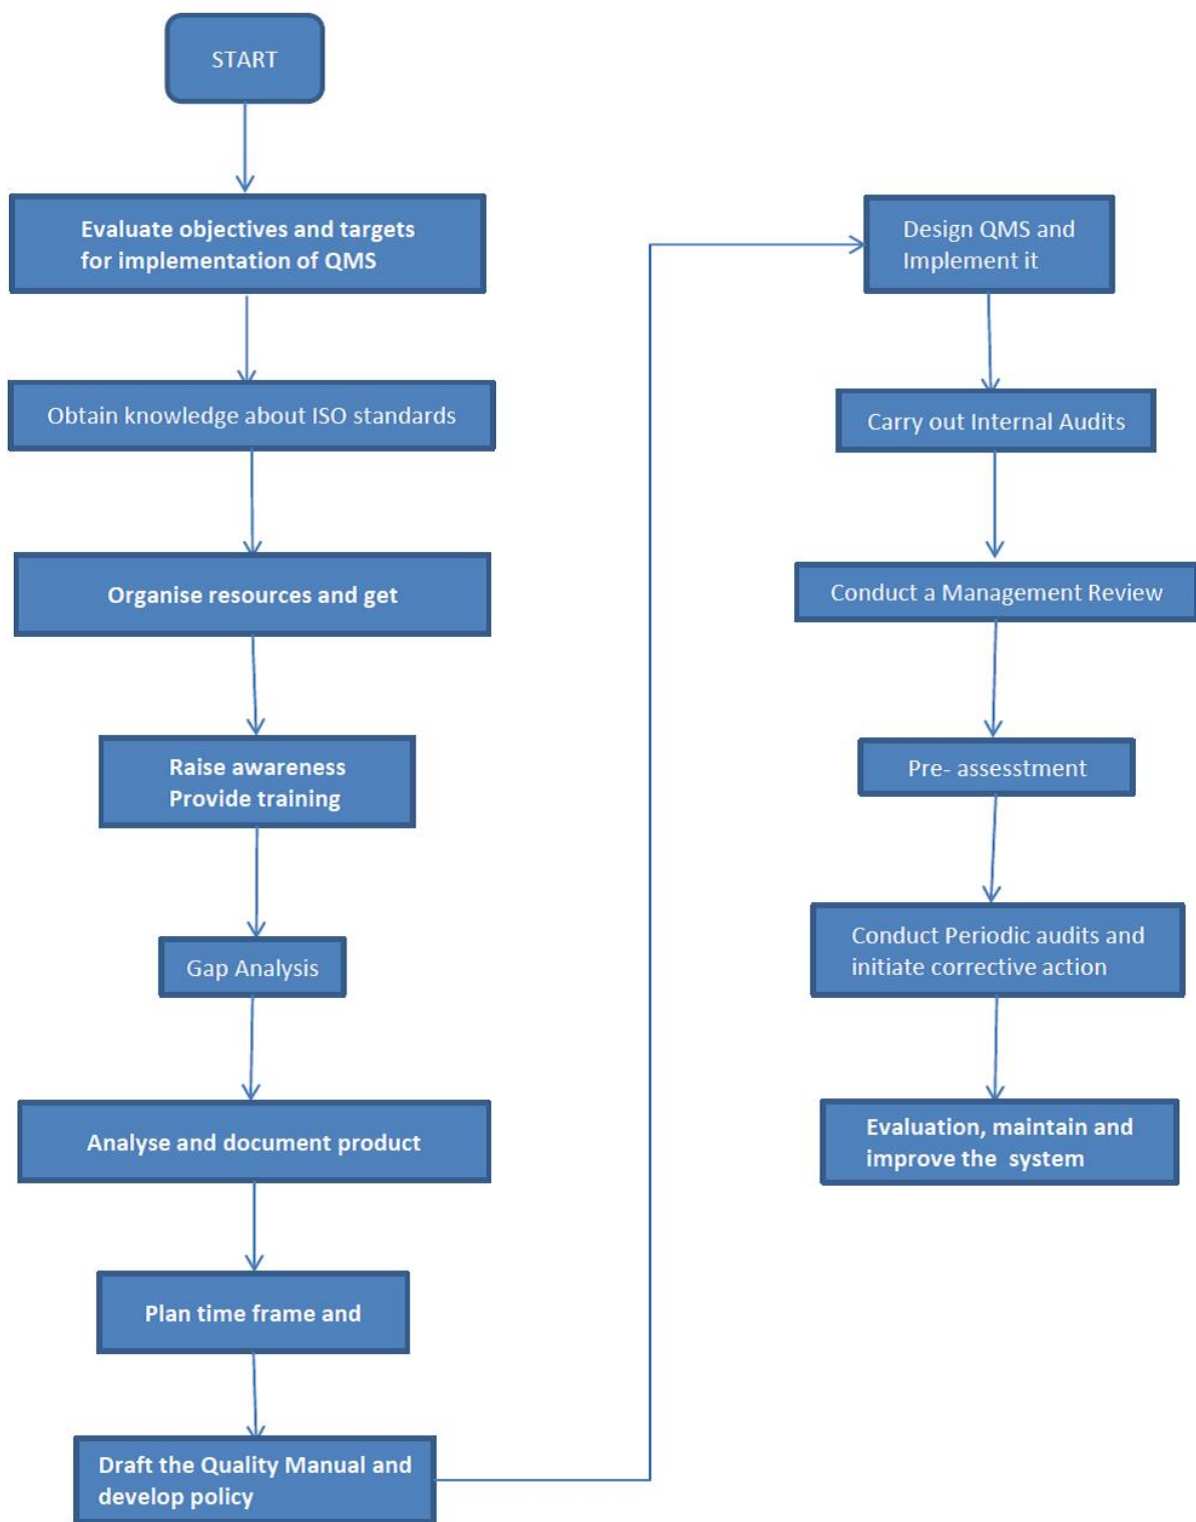 START
Evaluate objectives and targets
for implementation of QMS
Obtain knowledge about ISO standards
Organise resources and get
Raise awareness
Provide training
Gap Analysis
Analyse and document product
Plan time frame and
Draft the Quality Manual and
develop policy
Design QMS and
Implement it
Carry out Internal Audits
Conduct a Management Review
Pre- assesstment
Conduct Periodic audits and
initiate corrective action
Evaluation, maintain and
improve the  system